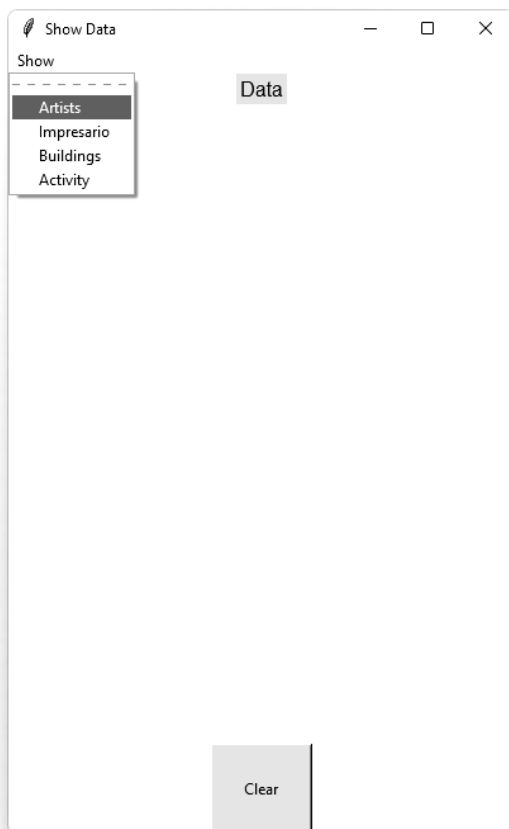 Show Data
Show
Data
Artists
Impresario
Buildings
Activity
Clear